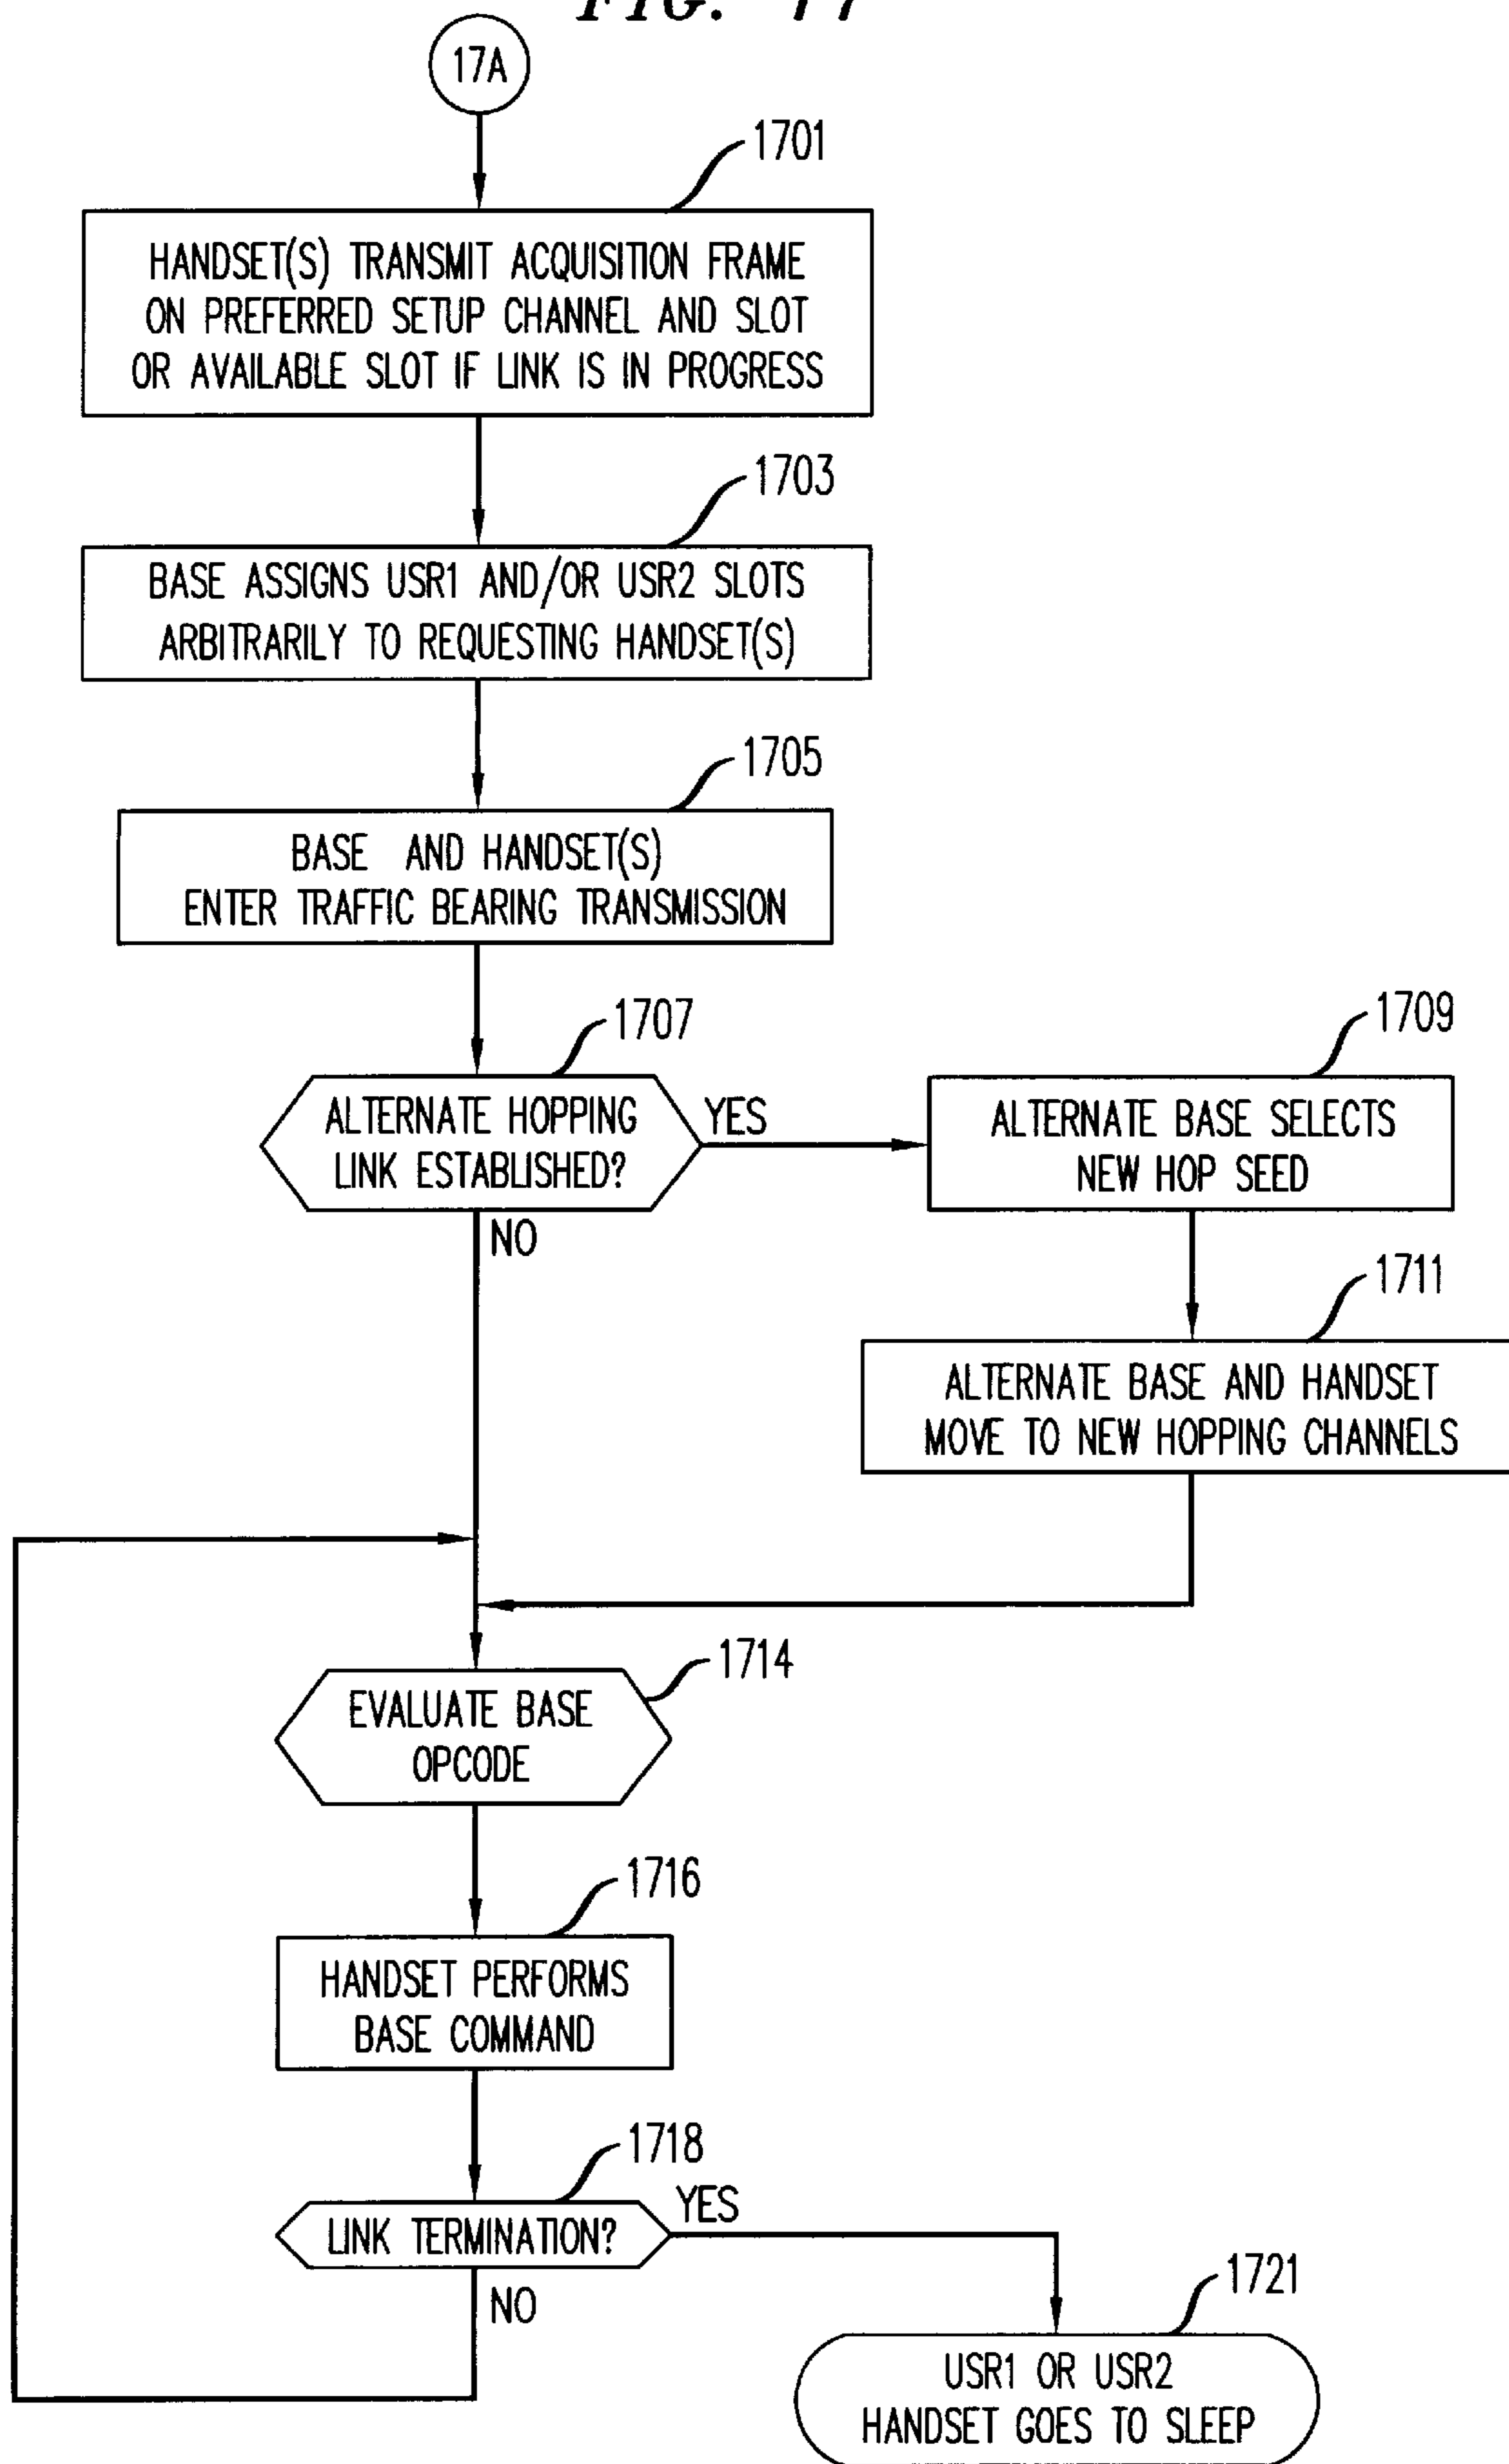 FIG. 17
17A
1701
HANDSET(S) TRANSMIT ACQUISITION FRAME
ON PREFERRED SETUP CHANNEL AND SLOT
OR AVAILABLE SLOT IF LINK IS IN PROGRESS
1703
BASE ASSIGNS USR1 AND/OR USR2 SLOTS
ARBITRARILY TO REQUESTING HANDSET(S)
1705
BASE AND HANDSET(S)
ENTER TRAFFIC BEARING TRANSMISSION
1707
ALTERNATE HOPPING
LINK ESTABLISHED?
YES
NO
1709
ALTERNATE BASE SELECTS
NEW HOP SEED
1711
ALTERNATE BASE AND HANDSET
MOVE TO NEW HOPPING CHANNELS
1714
EVALUATE BASE
OPCODE
1716
HANDSET PERFORMS
BASE COMMAND
1718
LINK TERMINATION?
YES
NO
1721
USR1 OR USR2
HANDSET GOES TO SLEEP